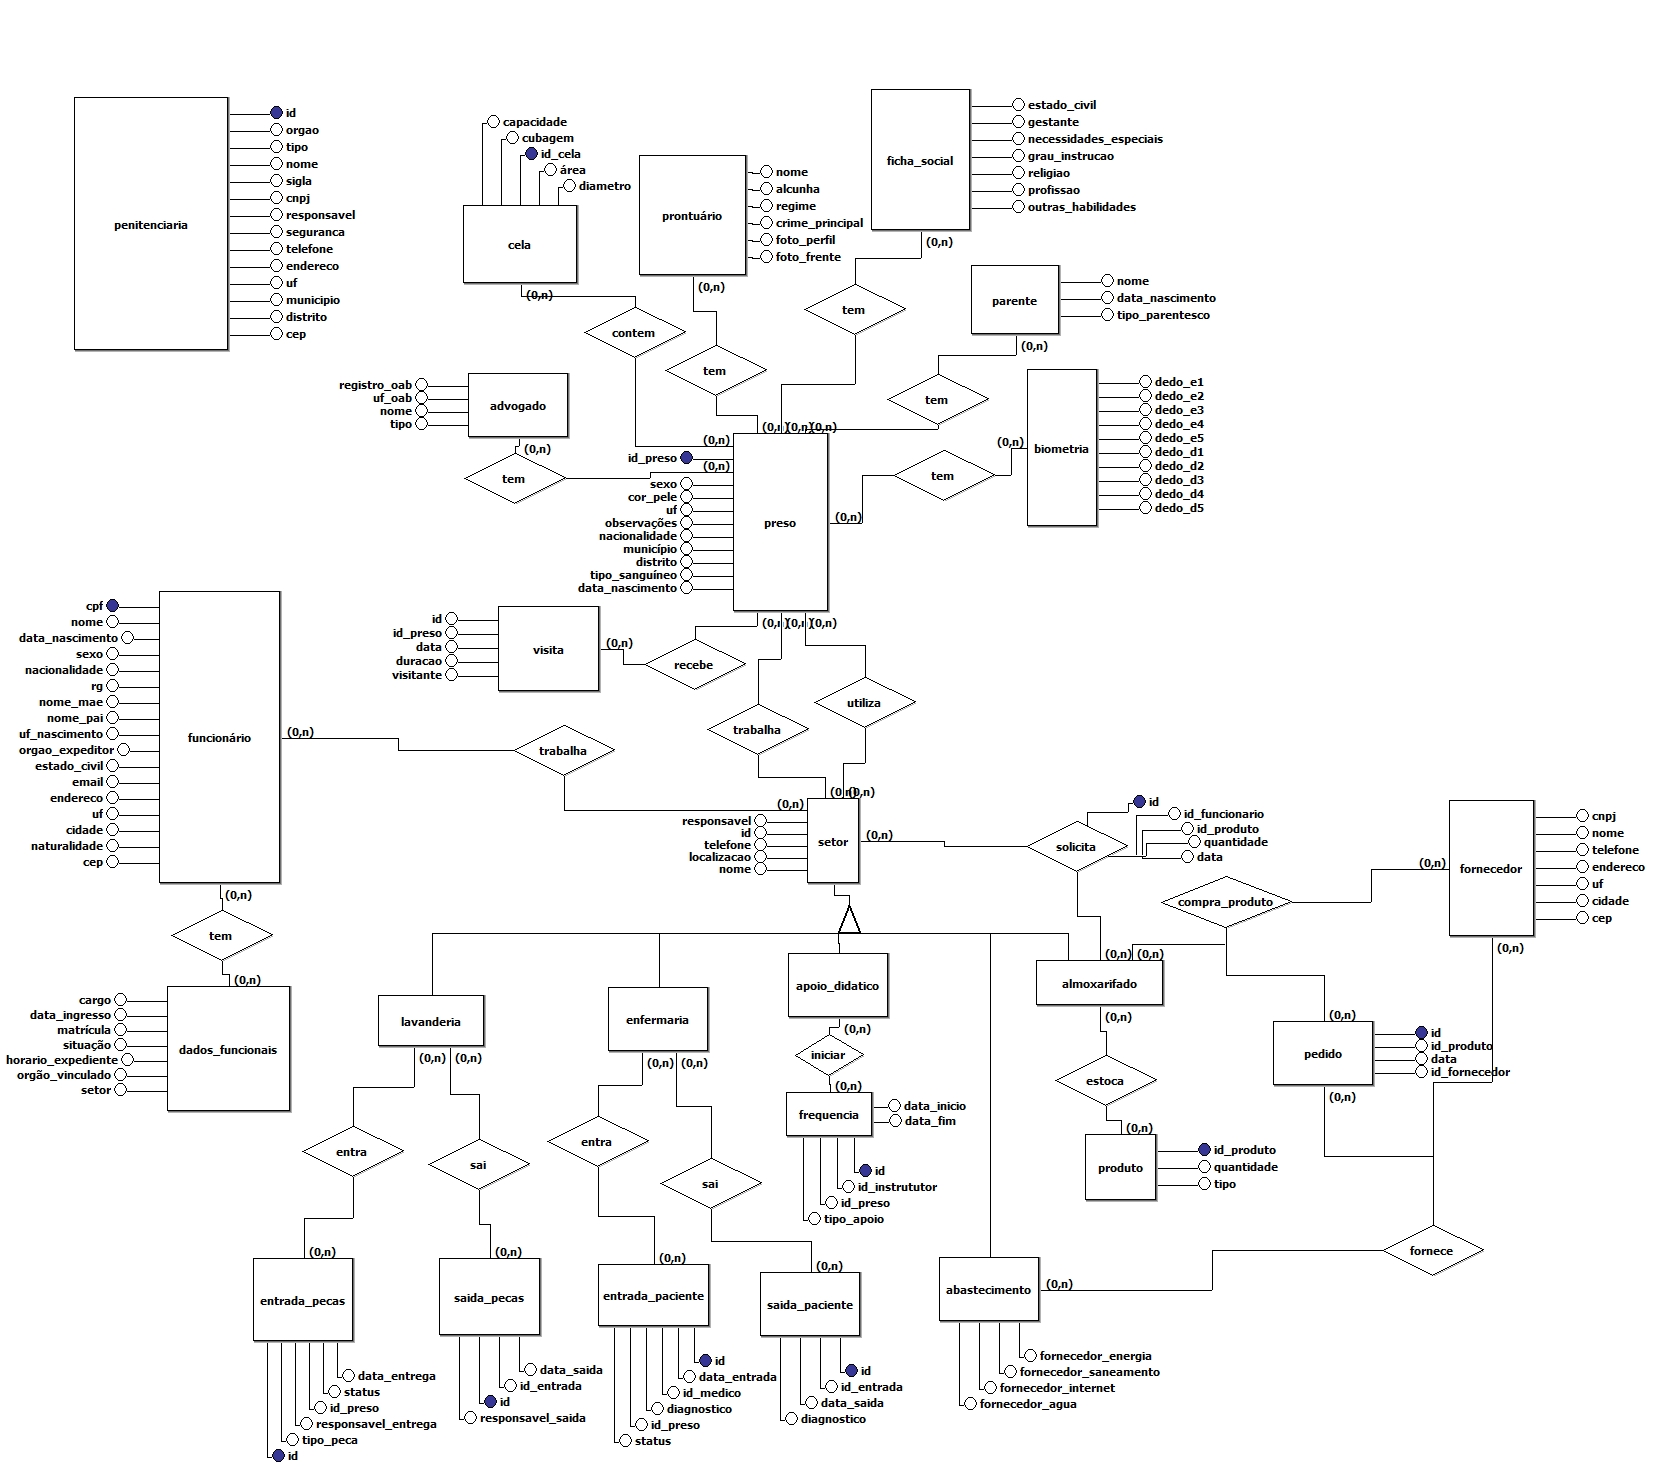 penitenciaria
id
orgao
tipo
nome
sigla
cnpj
responsavel
seguranca
telefone
endereco
uf
municipio
distrito
cep
capacidade
cubagem
id_cela
área
diametro
cela
(0,n)
contem
(0,n)
prontuário
nome
alcunha
regime
crime_principal
foto_perfil
foto_frente
(0,n)
tem
ficha_social
estado_civil
gestante
necessidades_especiais
grau_instrucao
religiao
profissao
outras_habilidades
(0,n)
tem
parente
nome
data_nascimento
tipo_parentesco
(0,n)
tem
biometria
dedo_e1
dedo_e2
dedo_e3
dedo_e4
dedo_e5
dedo_d1
dedo_d2
dedo_d3
dedo_d4
dedo_d5
(0,n)
tem
(0,n)
registro_oab
uf_oab
nome
tipo
advogado
(0,n)
tem
(0,n)
(0,n)
(0,n)
(0,n)
preso
id_preso
sexo
cor_pele
uf
observações
nacionalidade
município
distrito
tipo_sanguíneo
data_nascimento
(0,n)
(0,n)
(0,n)
id
id_preso
data
duracao
visitante
visita
(0,n)
recebe
trabalha
utiliza
cpf
nome
data_nascimento
sexo
nacionalidade
rg
nome_mae
nome_pai
uf_nascimento
orgao_expeditor
estado_civil
email
endereco
uf
cidade
naturalidade
cep
funcionário
(0,n)
trabalha
(0,n)
(0,n)
(0,n)
(0,n)
tem
(0,n)
cargo
data_ingresso
matrícula
situação
horario_expediente
orgão_vinculado
setor
dados_funcionais
responsavel
id
telefone
localizacao
nome
setor
(0,n)
solicita
id
id_funcionario
id_produto
quantidade
data
compra_produto
(0,n)
fornecedor
cnpj
nome
telefone
endereco
uf
cidade
cep
(0,n)
(0,n)
(0,n)
almoxarifado
(0,n)
estoca
(0,n)
produto
id_produto
quantidade
tipo
(0,n)
pedido
id
id_produto
data
id_fornecedor
(0,n)
fornece
lavanderia
(0,n)
(0,n)
entra
sai
(0,n)
entrada_pecas
data_entrega
status
id_preso
responsavel_entrega
tipo_peca
id
(0,n)
saida_pecas
data_saida
id_entrada
id
responsavel_saida
enfermaria
(0,n)
(0,n)
entra
sai
(0,n)
entrada_paciente
id
data_entrada
id_medico
diagnostico
id_preso
status
(0,n)
saida_paciente
id
id_entrada
data_saida
diagnostico
apoio_didatico
(0,n)
iniciar
(0,n)
frequencia
data_inicio
data_fim
id
id_instrututor
id_preso
tipo_apoio
abastecimento
(0,n)
fornecedor_energia
fornecedor_saneamento
fornecedor_internet
fornecedor_agua